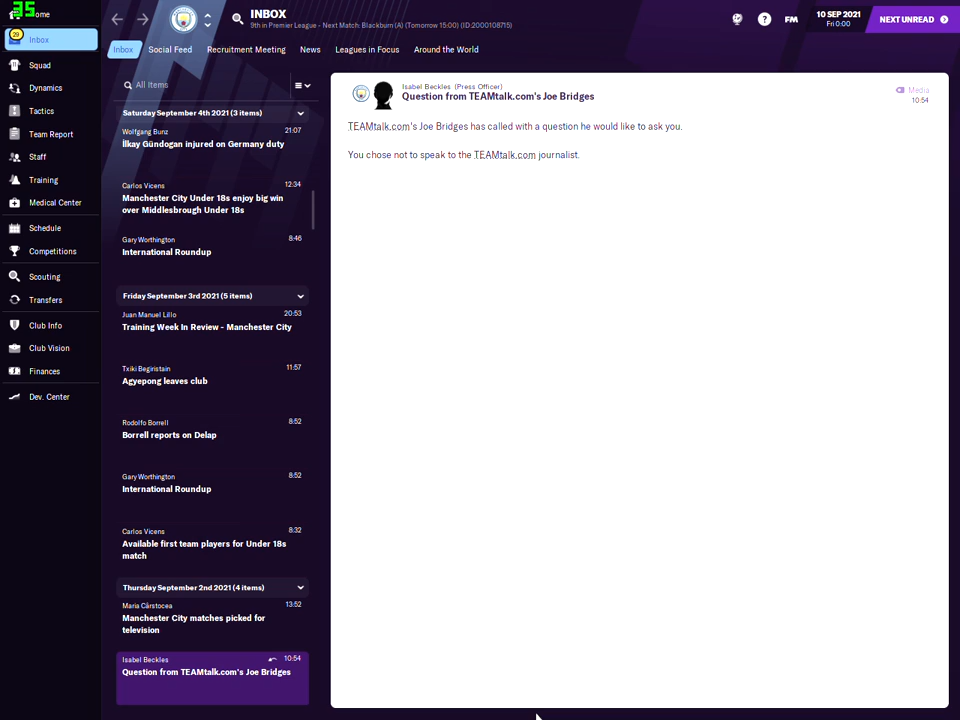 35
ome
INBOX
9th in Premier League - Next Match: Blackburn (A) (Tomorrow 15:00) (ID:2000108715)
FM
10 SEP 2021
Fri 0:00
NEXT UNREAD
29
Inbox
Squad
Dynamics
Tactics
Team Report
Staff
Training
Medical Center
Schedule
Competitions
Scouting
Transfers
Club Info
Club Vision
Finances
Dev. Center
Inbox Social Feed Recruitment Meeting News Leagues in Focus Around the World
All Items
Saturday September 4th 2021 (3 items)
Wolfgang Bunz 21:07
İlkay Gündogan injured on Germany duty
Carlos Vicens 12:34
Manchester City Under 18s enjoy big win
over Middlesbrough Under 18s
Gary Worthington 8:46
International Roundup
Friday September 3rd 2021 (5 items)
Juan Manuel Lillo 20:53
Training Week In Review - Manchester City
Txiki Begiristain 11:57
Agyepong leaves club
Rodolfo Borrell 8:52
Borrell reports on Delap
Gary Worthington 8:52
International Roundup
Carlos Vicens 8:32
Available first team players for Under 18s
match
Thursday September 2nd 2021 (4 items)
Maria Cârstocea 13:52
Manchester City matches picked for
television
Isabel Beckles 10:54
Question from TEAMtalk.com's Joe Bridges
Isabel Beckles (Press Officer)
Question from TEAMtalk.com's Joe Bridges
Media
10:54
TEAMtalk.com's Joe Bridges has called with a question he would like to ask you.
You chose not to speak to the TEAMtalk.com journalist.